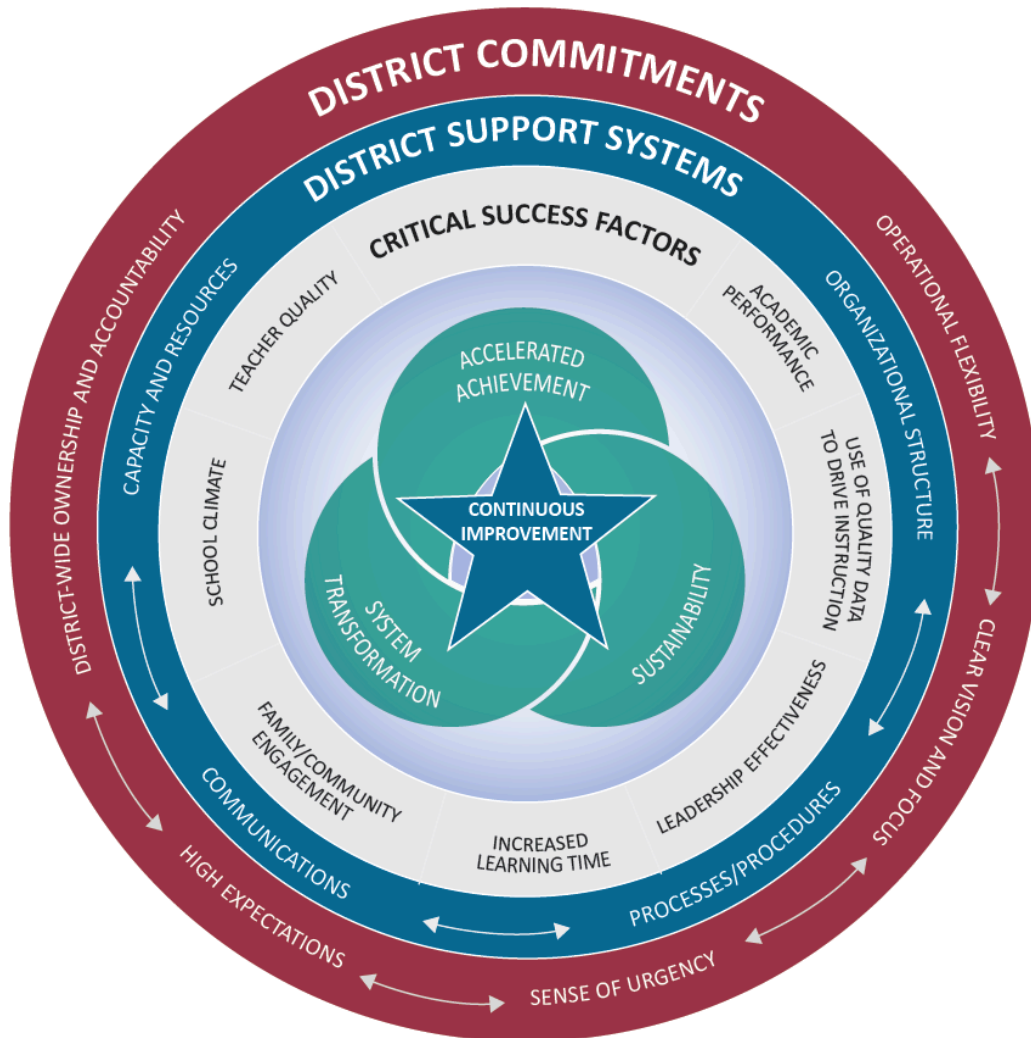 DISTRICT COMMITMENTS
OPERATIONAL FLEXIBILITY
CLEAR VISION AND FOCUS
SENSE OF URGENCY
HIGH EXPECTATIONS
DISTRICT-WIDE OWNERSHIP AND ACCOUNTABILITY
DISTRICT SUPPORT SYSTEMS
ORGANIZATIONAL STRUCTURE
PROCESSES/PROCEDURES
COMMUNICATIONS
CAPACITY AND RESOURCES
CRITICAL SUCCESS FACTORS
ACADEMIC
PERFORMANCE
USE OF QUALITY DATA
TO DRIVE INSTRUCTION
LEADERSHIP EFFECTIVENESS
INCREASED
LEARNING TIME
FAMILY/COMMUNITY
ENGAGEMENT
SCHOOL CLIMATE
TEACHER QUALITY
ACCELERATED
ACHIEVEMENT
SUSTAINABILITY
SYSTEM
TRANSFORMATION
CONTINUOUS
IMPROVEMENT